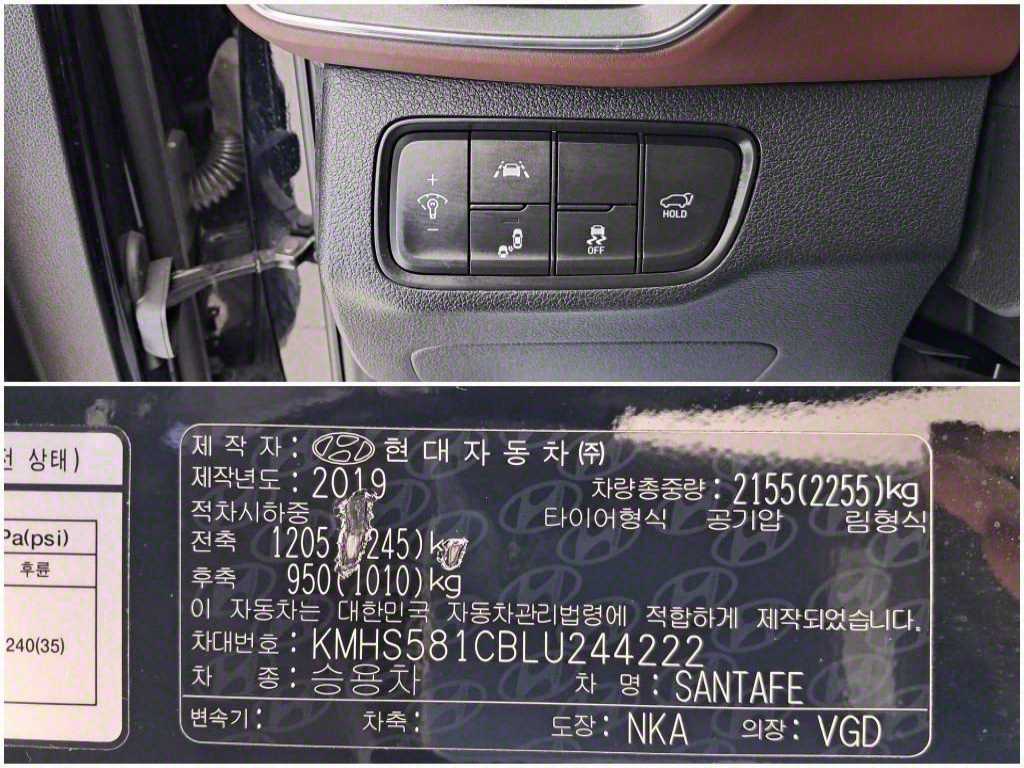 +
−
HOLD
OFF
전 상태)
Pa(psi)
후륜
240(35)
제 작 자 : 현 대 자 동 차 ㈜
제작년도 : 2019
차량총중량 : 2155(2255)kg
적차시하중
타이어형식 공기압 림형식
전축 1205 245)k
후축 950(1010)kg
이 자동차는 대한민국 자동차관리법령에 적합하게 제작되었습니다.
차대번호 : KMHS581CBLU244222
차 종 : 승용차 차 명 : SANTAFE
변속기 : 차축 : 도장 : NKA 의장 : VGD